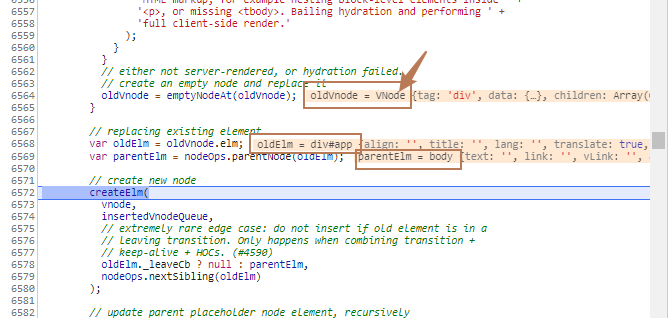 6556 'HTML markup, for example nesting block-level elements inside ' +
6557 '<p>, or missing <tbody>. Bailing hydration and performing ' +
6558 'full client-side render.'
6559 );
6560 }
6561 }
6562 // either not server-rendered, or hydration failed.
6563 // create an empty node and replace it
6564 oldVnode = emptyNodeAt(oldVnode); oldVnode = VNode {tag: 'div', data: {…}, children: Array(
6565 }
6566
6567 // replacing existing element
6568 var oldElm = oldVnode.elm; oldElm = div#app {align: '', title: '', lang: '', translate: true,
6569 var parentElm = nodeOps.parentNode(oldElm); parentElm = body {text: '', link: '', vLink: '',
6570
6571 // create new node
6572 createElm(
6573 vnode,
6574 insertedVnodeQueue,
6575 // extremely rare edge case: do not insert if old element is in a
6576 // leaving transition. Only happens when combining transition +
6577 // keep-alive + HOCs. (#4590)
6578 oldElm._leaveCb ? null : parentElm,
6579 nodeOps.nextSibling(oldElm)
6580 );
6581
6582 // update parent placeholder node element, recursively